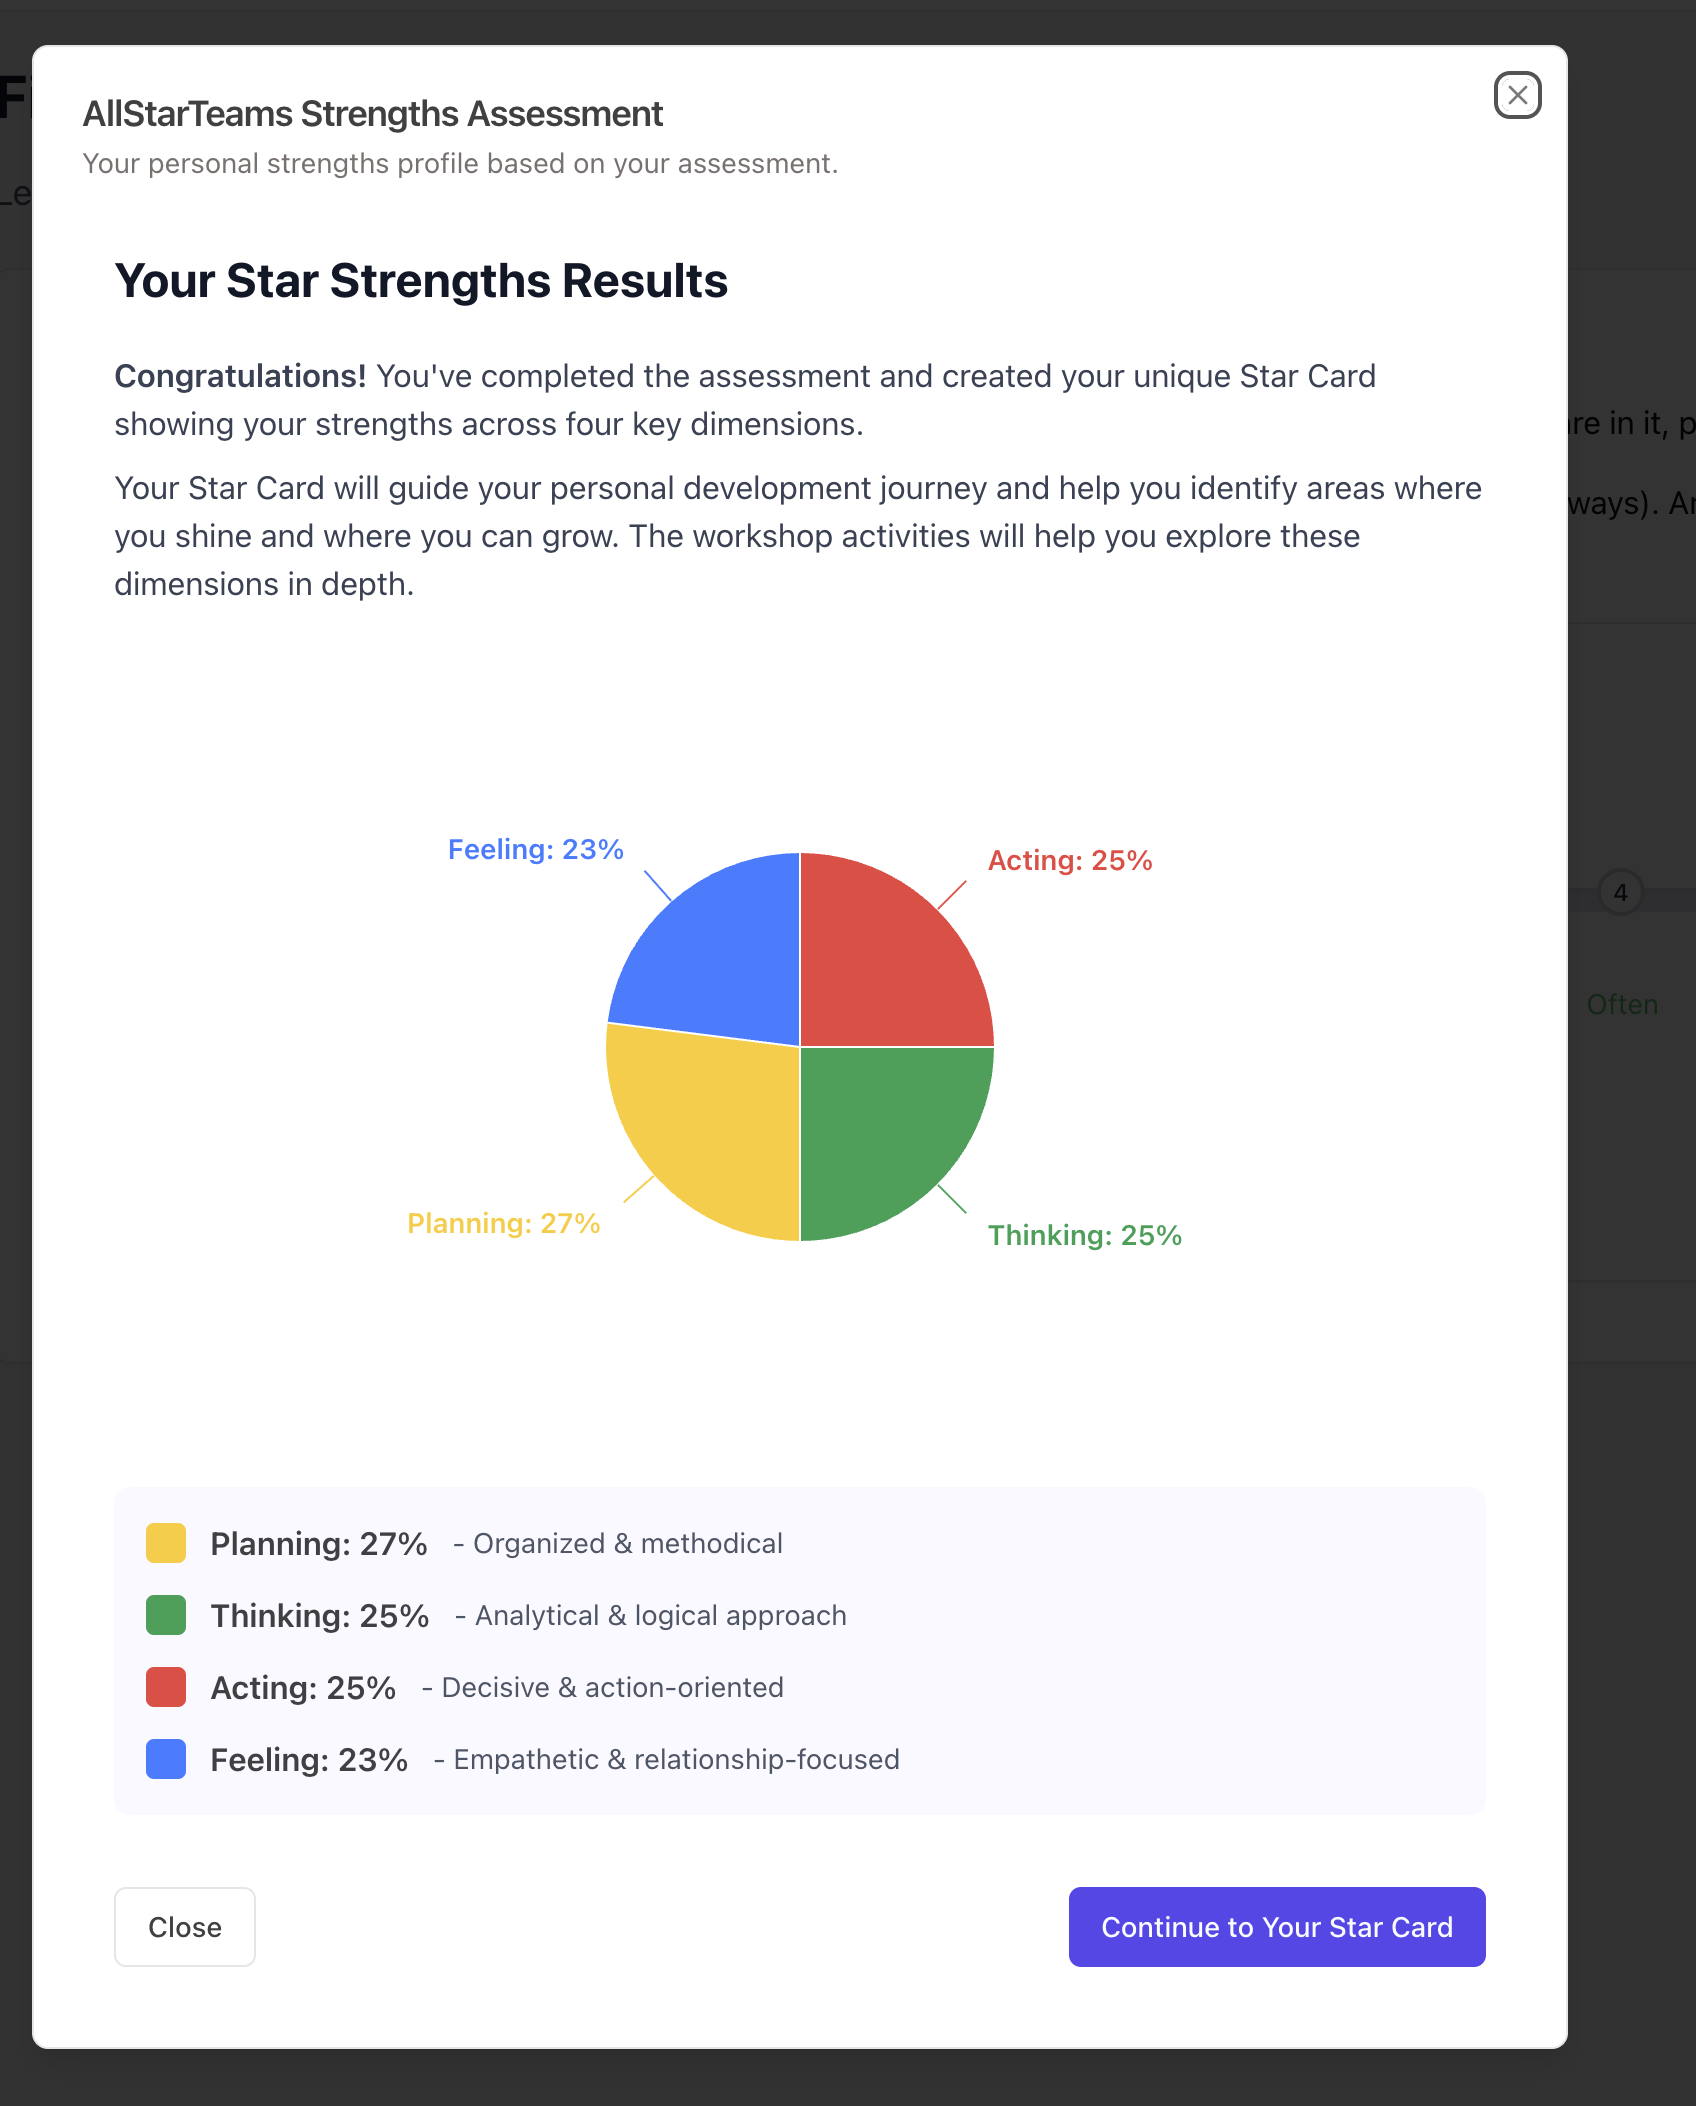 AllStarTeams Strengths Assessment
Your personal strengths profile based on your assessment.
Your Star Strengths Results
Congratulations! You've completed the assessment and created your unique Star Card
showing your strengths across four key dimensions.
Your Star Card will guide your personal development journey and help you identify areas where
you shine and where you can grow. The workshop activities will help you explore these
dimensions in depth.
in it, p
ways). Ar
Feeling: 23%
Acting: 25%
4
Often
Planning: 27%
Thinking: 25%
Planning: 27% - Organized & methodical
Thinking: 25% - Analytical & logical approach
Acting: 25% - Decisive & action-oriented
Feeling: 23% - Empathetic & relationship-focused
Close
Continue to Your Star Card